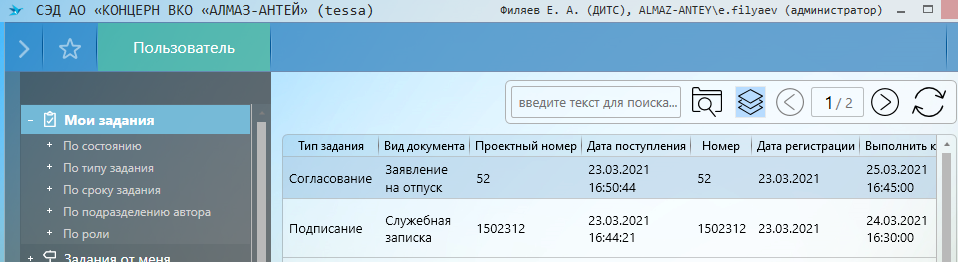 СЭД АО «КОНЦЕРН ВКО «АЛМАЗ-АНТЕЙ» (tessa)
Филяев Е. А. (ДИТС), ALMAZ-ANTEY\e.filyaev (администратор)
Пользователь
введите текст для поиска...
1 / 2
Мои задания
По состоянию
По типу задания
По сроку задания
По подразделению автора
По роли
Задания от меня
Тип задания Вид документа Проектный номер Дата поступления Номер Дата регистрации Выполнить к
Согласование Заявление на отпуск 52 23.03.2021 16:50:44 52 23.03.2021 25.03.2021 16:45:00
Подписание Служебная записка 1502312 23.03.2021 16:44:21 1502312 23.03.2021 24.03.2021 16:30:00